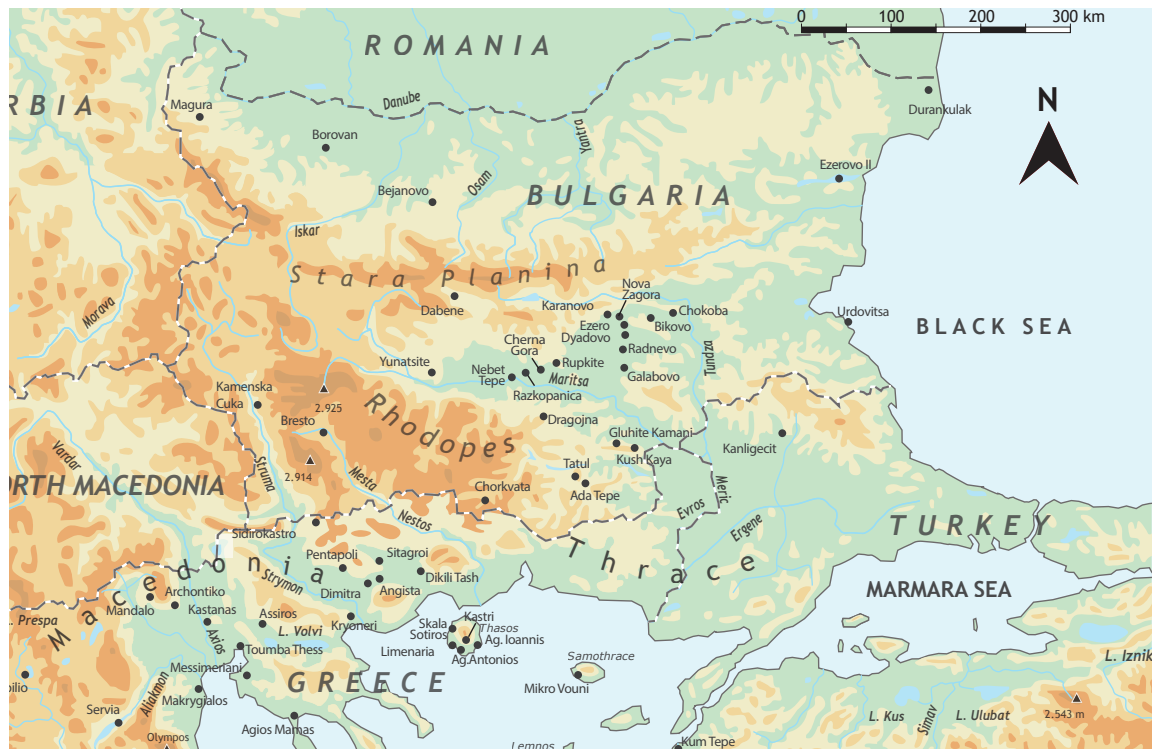 0 100 200 300 km
ROMANIA
N
RBIA
Magura
Danube
Durankulak
Borovan
Yantra
Ezerovo II
Bejanovo
Osam
BULGARIA
Iskar
Stara Planina
Morava
Dabene
Nova
Zagora
Karanovo
Chokoba
Bikovo
Ezero
Dyadovo
Urdovitsa
BLACK SEA
Cherna
Gora
Radnevo
Tundza
Yunatsite
Nebet
Tepe
Rupkite
Maritsa
Galabovo
Razkopanica
Kamenska
Cuka
2.925
Rhodopes
Dragojna
Bresto
Gluhite Kamani
Kush Kaya
Kanligecit
Vardar
2.914
Struma
Mesta
Tatul
Ada Tepe
ORTH MACEDONIA
Chorkvata
Meric
Evros
Nestos
Ergene
TURKEY
Sidirokastro
Thrace
Macedonia
Pentapoli
Sitagroi
Strymon
Dikili Tash
Dimitra
Angista
MARMARA SEA
Archontiko
Mandalo
Kastanas
Assiros
L. Prespa
L. Volvi
Kryoneri
Skala
Sotiros
Kastri
Thasos
Ag. Ioannis
Limenaria
Ag.Antonios
Axios
Toumba Thess
Samothrace
L. Iznik
Messimeriani
GREECE
Mikro Vouni
bilio
Aliakmon
Makrygialos
Servia
Agios Mamas
L. Kus
Simav
L. Ulubat
2.543 m
Olympos
Lemnos
Kum Tepe